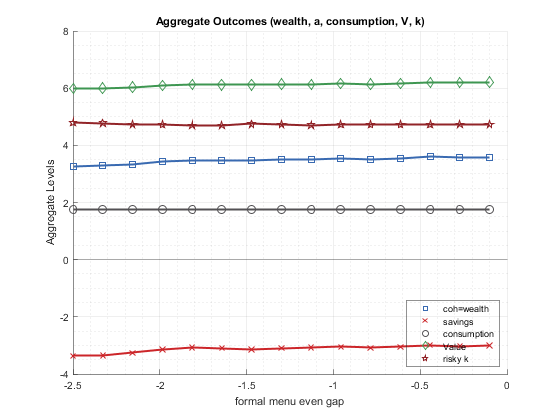 Aggregate Outcomes (wealth, a, consumption, V, k)
8
6
4
2
0
-2
-4
Aggregate Levels
coh=wealth
savings
consumption
Value
risky k
-2.5
-2
-1.5
-1
-0.5
0
formal menu even gap